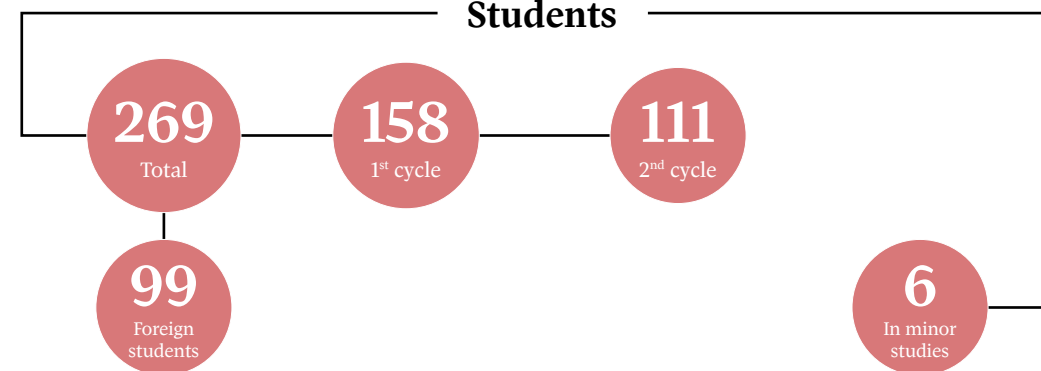 Students
269
Total
158
1st cycle
111
2nd cycle
99
Foreign
students
6
In minor
studies